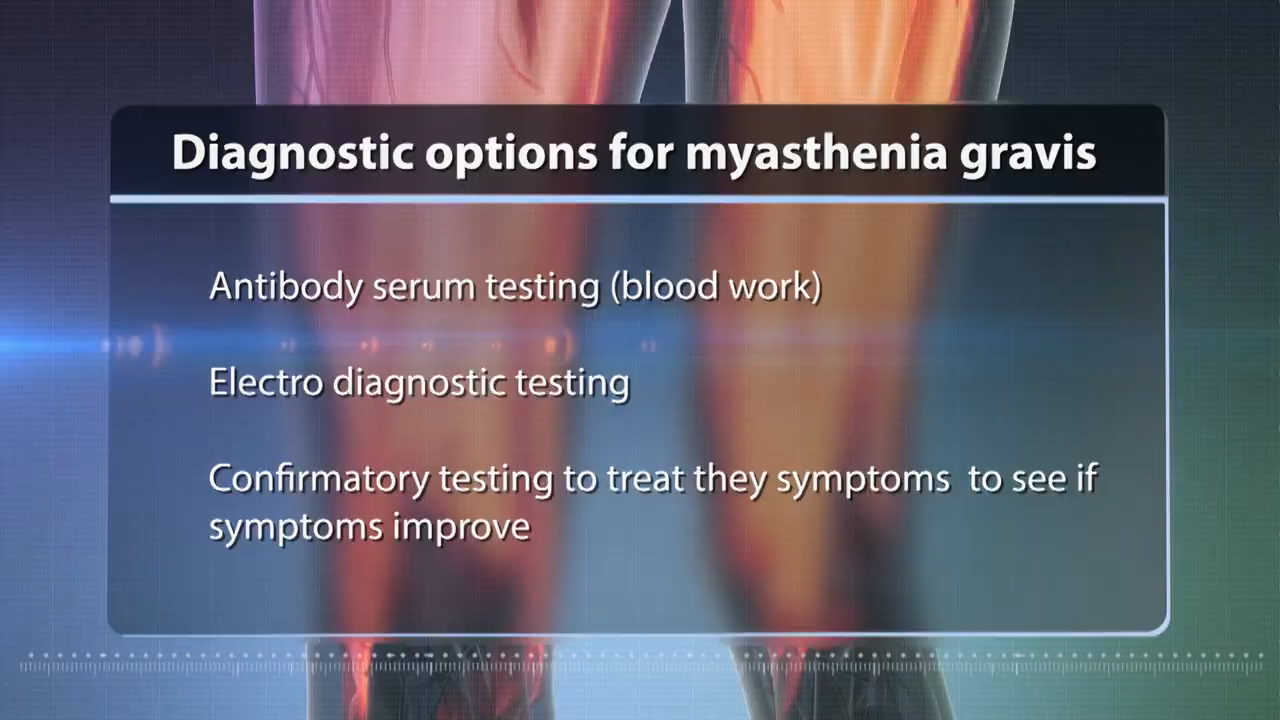 Diagnostic options for myasthenia gravis
Antibody serum testing (blood work)
Electro diagnostic testing
Confirmatory testing to treat they symptoms  to see if
symptoms improve